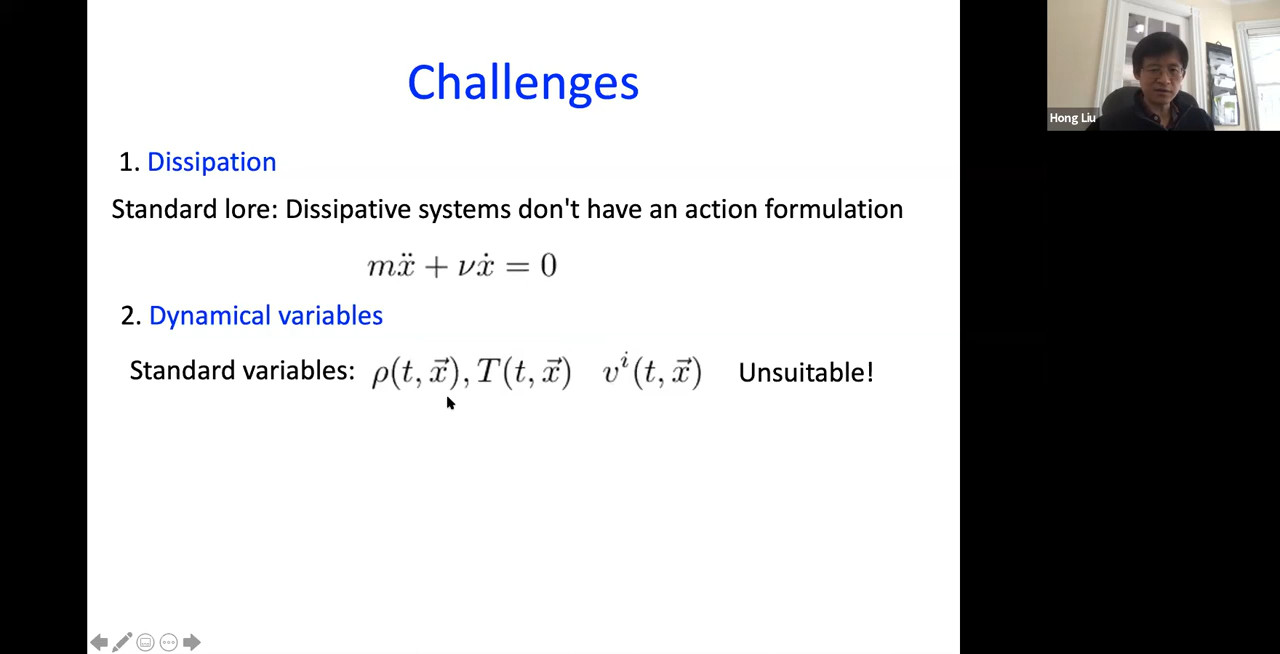 Challenges
Hong Liu
1. Dissipation
Standard lore: Dissipative systems don't have an action formulation
mẍ + νẋ = 0
2. Dynamical variables
Standard variables: ρ(t, x⃗), T(t, x⃗) vⁱ(t, x⃗) Unsuitable!